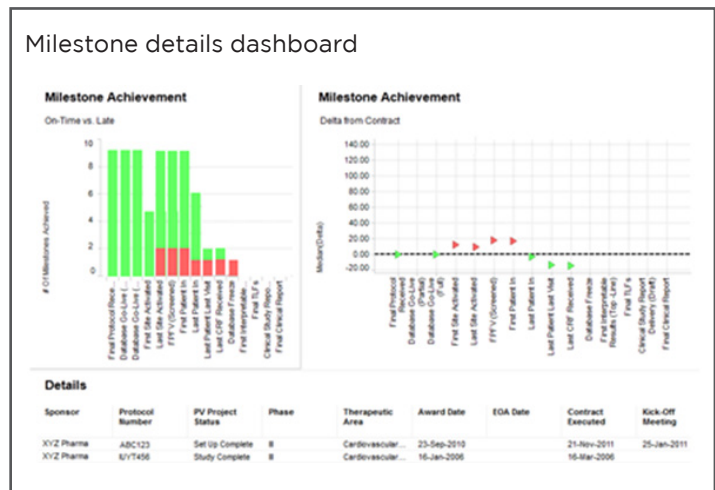 Milestone details dashboard
Milestone Achievement
On-Time vs. Late
# Of Milestones Achieved
10
8
6
4
2
0
Final Protocol Rece...
Database Go-Live (...
Database Go-Live (...
First Site Activated
Last Site Activated
FPFV (Screened)
First Patient In
Last Patient In
Last Patient Last Visit
Last CRF Received
Database Freeze
First Interpretable...
Final TLFs
Clinical Study Repo...
Final Clinical Report
Milestone Achievement
Delta from Contract
Median(Delta)
140.00
120.00
100.00
80.00
60.00
40.00
20.00
0.00
-20.00
Final Protocol
Received
Database Go-Live
(Partial)
Database Go-Live
(Full)
First Site Activated
Last Site Activated
FPFV (Screened)
First Patient In
Last Patient In
Last Patient Last Visit
Last CRF Received
Database Freeze
First Interpretable
Results (Top -Line)
Final TLFs
Clinical Study Report
Delivery (Draft)
Final Clinical Report
Details
Sponsor Protocol Number PV Project Status Phase Therapeutic Area Award Date EOA Date Contract Executed Kick-Off Meeting
XYZ Pharma ABC123 Set Up Complete III Cardiovascular... 23-Sep-2010 21-Nov-2011 25-Jan-2011
XYZ Pharma IUYT456 Study Complete III Cardiovascular... 16-Jan-2006 16-Mar-2006